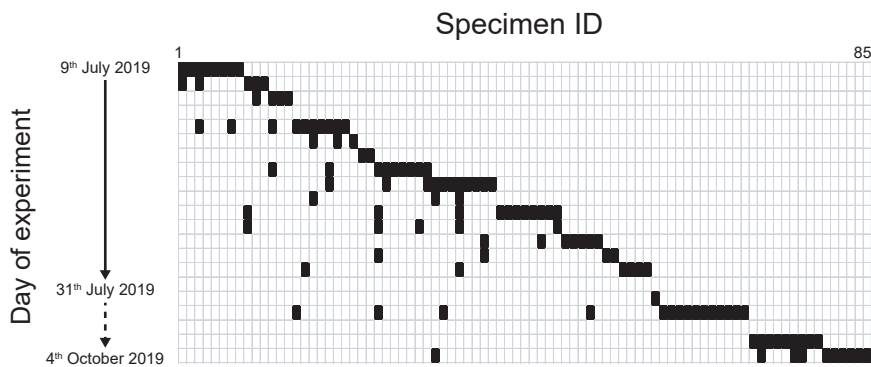 Specimen ID
1
85
9th July 2019
Day of experiment
31th July 2019
4th October 2019